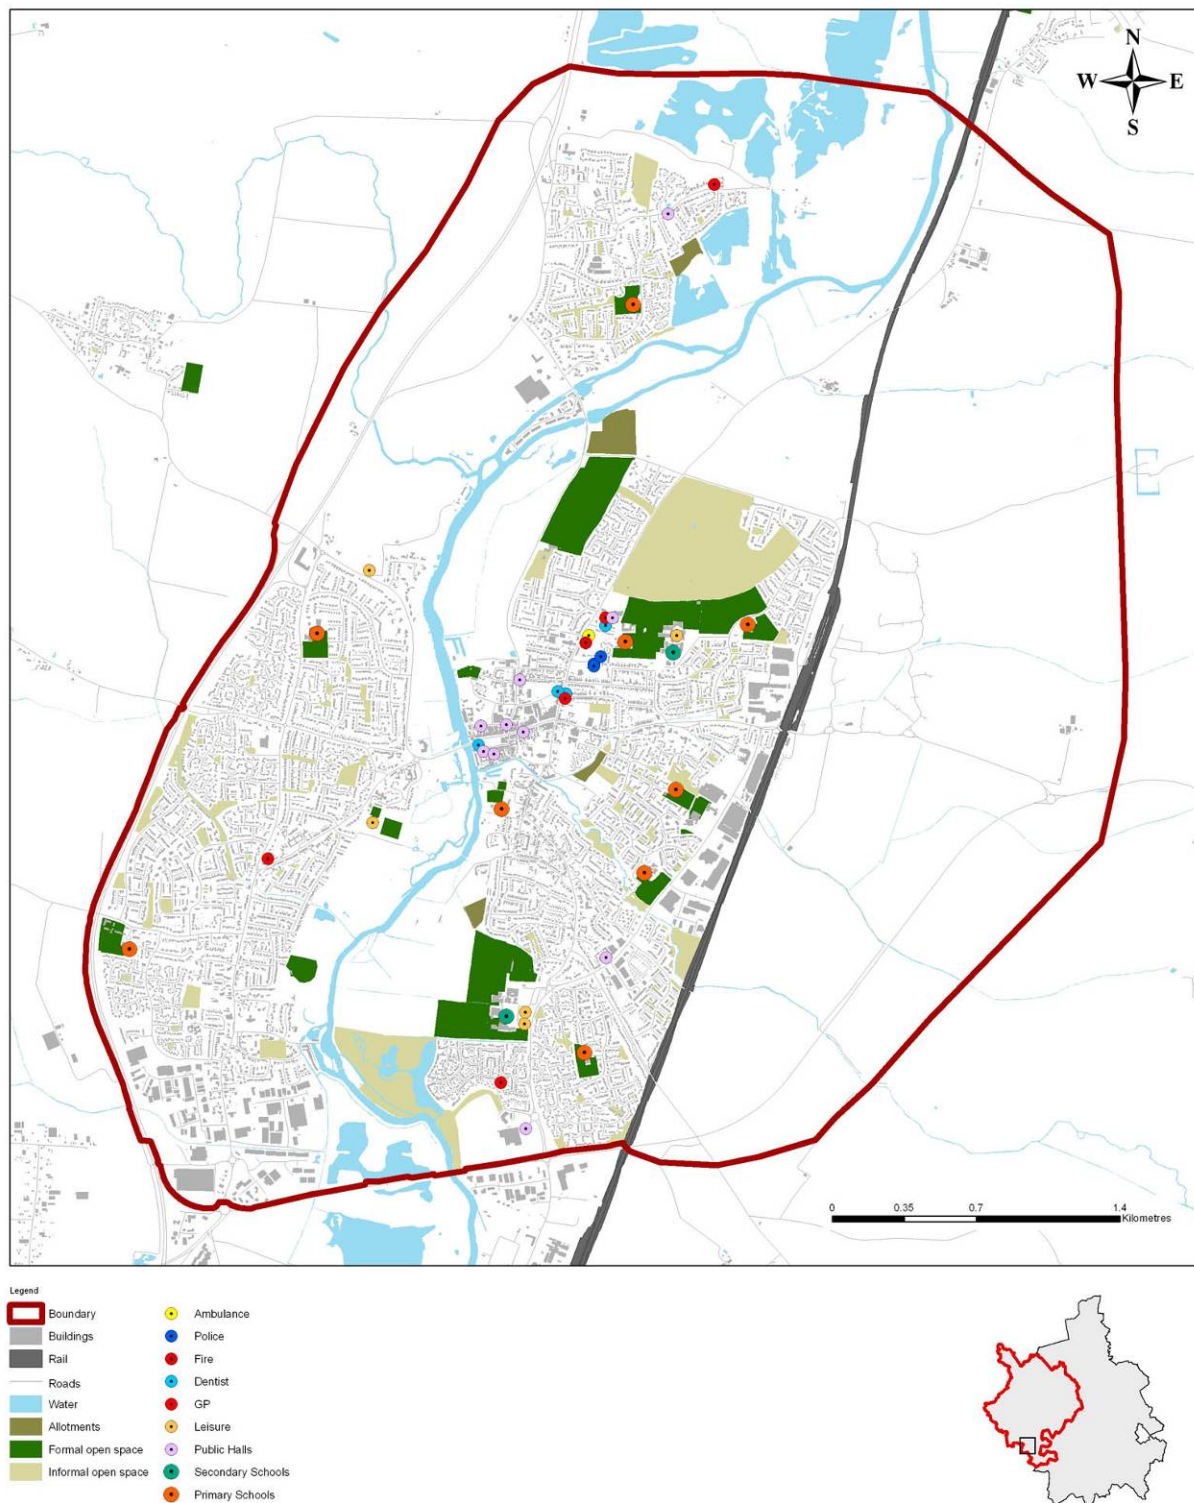 N
W E
S
0 0.35 0.7 1.4
Kilometres
Legend
Boundary
Buildings
Rail
Roads
Water
Allotments
Formal open space
Informal open space
Ambulance
Police
Fire
Dentist
GP
Leisure
Public Halls
Secondary Schools
Primary Schools